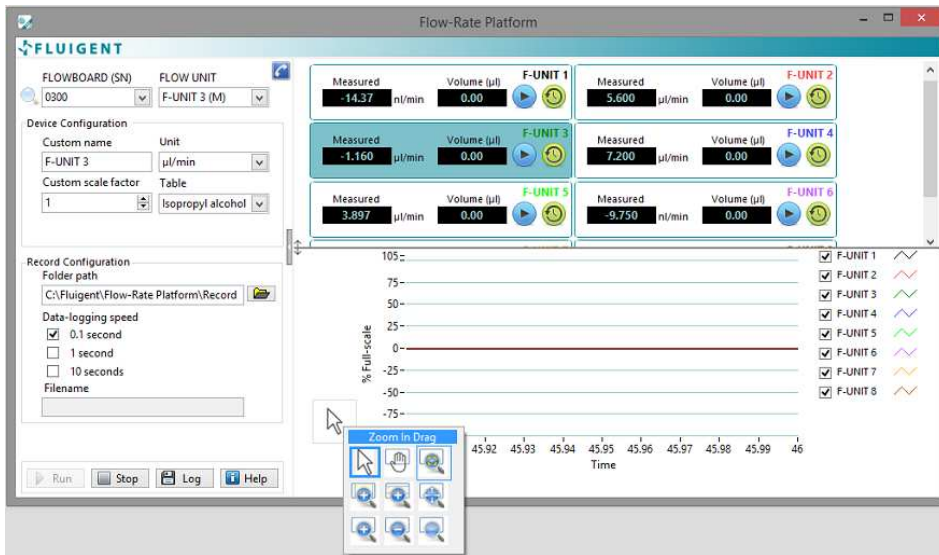 Flow-Rate Platform
FLUIGENT
FLOWBOARD (SN)
FLOW UNIT
0300
F-UNIT 3 (M)
Device Configuration
Custom name
Unit
F-UNIT 3
µl/min
Custom scale factor
Table
1
Isopropyl alcohol
Record Configuration
Folder path
C:\Fluigent\Flow-Rate Platform\Record
Data-logging speed
0.1 second
1 second
10 seconds
Filename
Run
Stop
Log
Help
Measured
Volume (µl)
F-UNIT 1
-14.37
nl/min
0.00
Measured
Volume (µl)
F-UNIT 2
5.600
µl/min
0.00
Measured
Volume (µl)
F-UNIT 3
-1.160
µl/min
0.00
Measured
Volume (µl)
F-UNIT 4
7.200
µl/min
0.00
Measured
Volume (µl)
F-UNIT 5
3.897
µl/min
0.00
Measured
Volume (µl)
F-UNIT 6
-9.750
nl/min
0.00
% Full-scale
105
75
50
25
0
-25
-50
-75
45.92 45.93 45.94 45.95 45.96 45.97 45.98 45.99 46
Time
F-UNIT 1
F-UNIT 2
F-UNIT 3
F-UNIT 4
F-UNIT 5
F-UNIT 6
F-UNIT 7
F-UNIT 8
Zoom In Drag